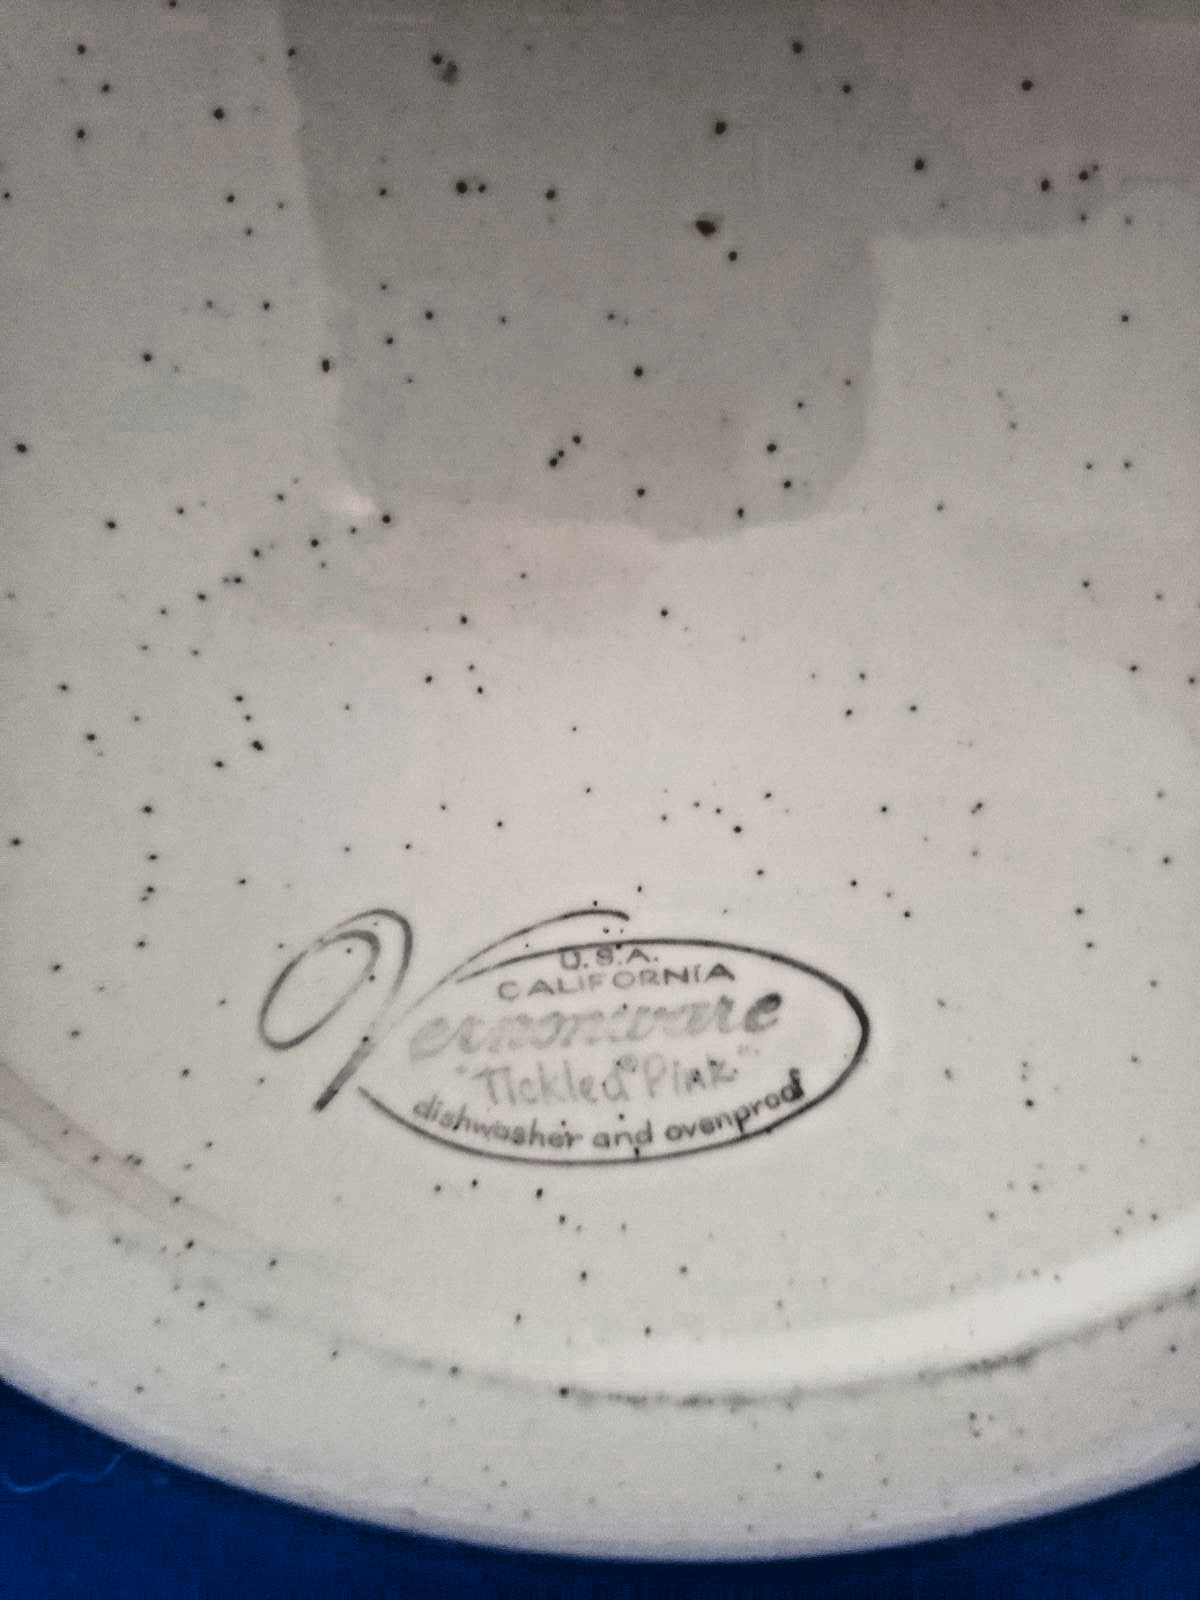 U.S.A.
CALIFORNIA
Vernonware
"Tickled® Pink"
dishwasher and ovenproof